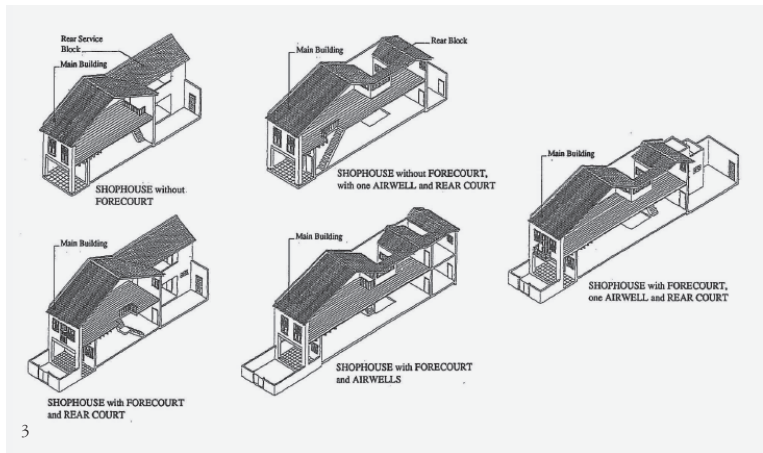 Rear Service
Block
Main Building
SHOPHOUSE without
FORECOURT
Main Building
Rear Block
SHOPHOUSE without FORECOURT,
with one AIRWELL and REAR COURT
Main Building
SHOPHOUSE with FORECOURT,
one AIRWELL and REAR COURT
Main Building
SHOPHOUSE with FORECOURT
and REAR COURT
Main Building
SHOPHOUSE with FORECOURT
and AIRWELLS
3